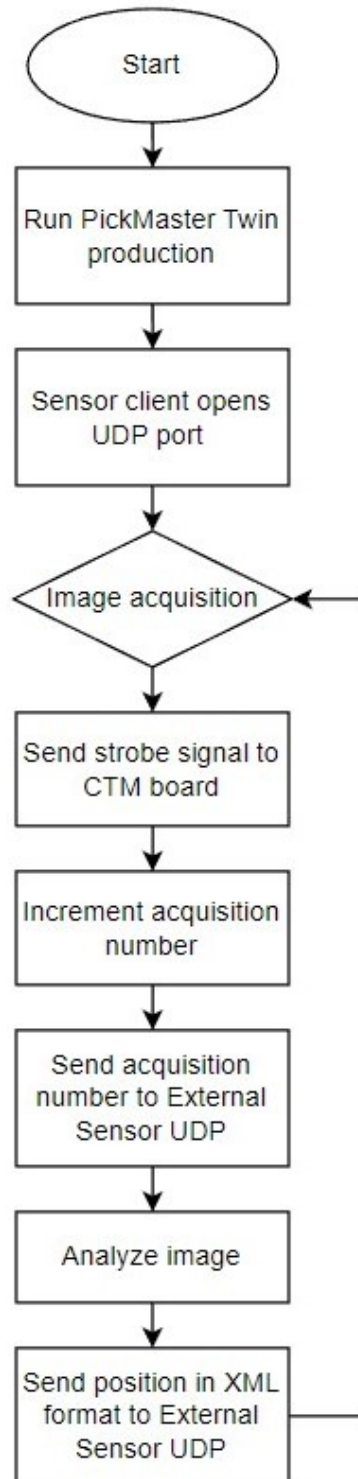 Start
Run PickMaster Twin
production
Sensor client opens
UDP port
Image acquisition
Send strobe signal to
CTM board
Increment acquisition
number
Send acquisition
number to External
Sensor UDP
Analyze image
Send position in XML
format to External
Sensor UDP